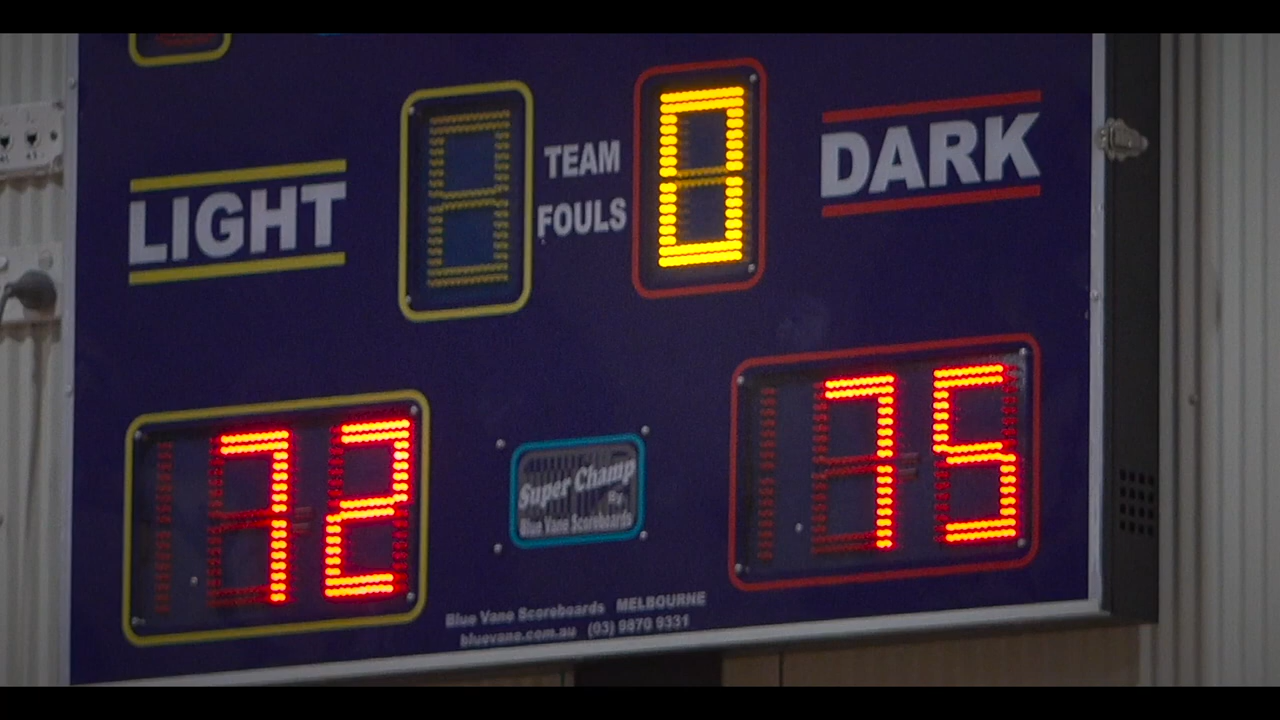 LIGHT
TEAM
FOULS
0
DARK
72
75
Super Champ
By
Blue Vane Scoreboards
Blue Vane Scoreboards MELBOURNE
bluevane.com.au (03) 9870 9331